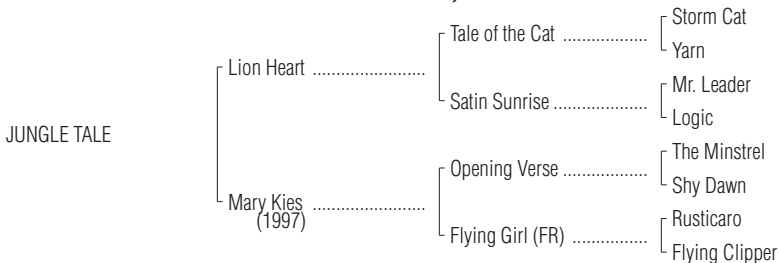 Storm Cat
Tale of the Cat ...................
Yarn
Lion Heart ........................
Mr. Leader
Satin Sunrise ....................
Logic
JUNGLE TALE
The Minstrel
Opening Verse ..................
Shy Dawn
Mary Kies ........................
(1997)
Rusticaro
Flying Girl (FR) ................
Flying Clipper